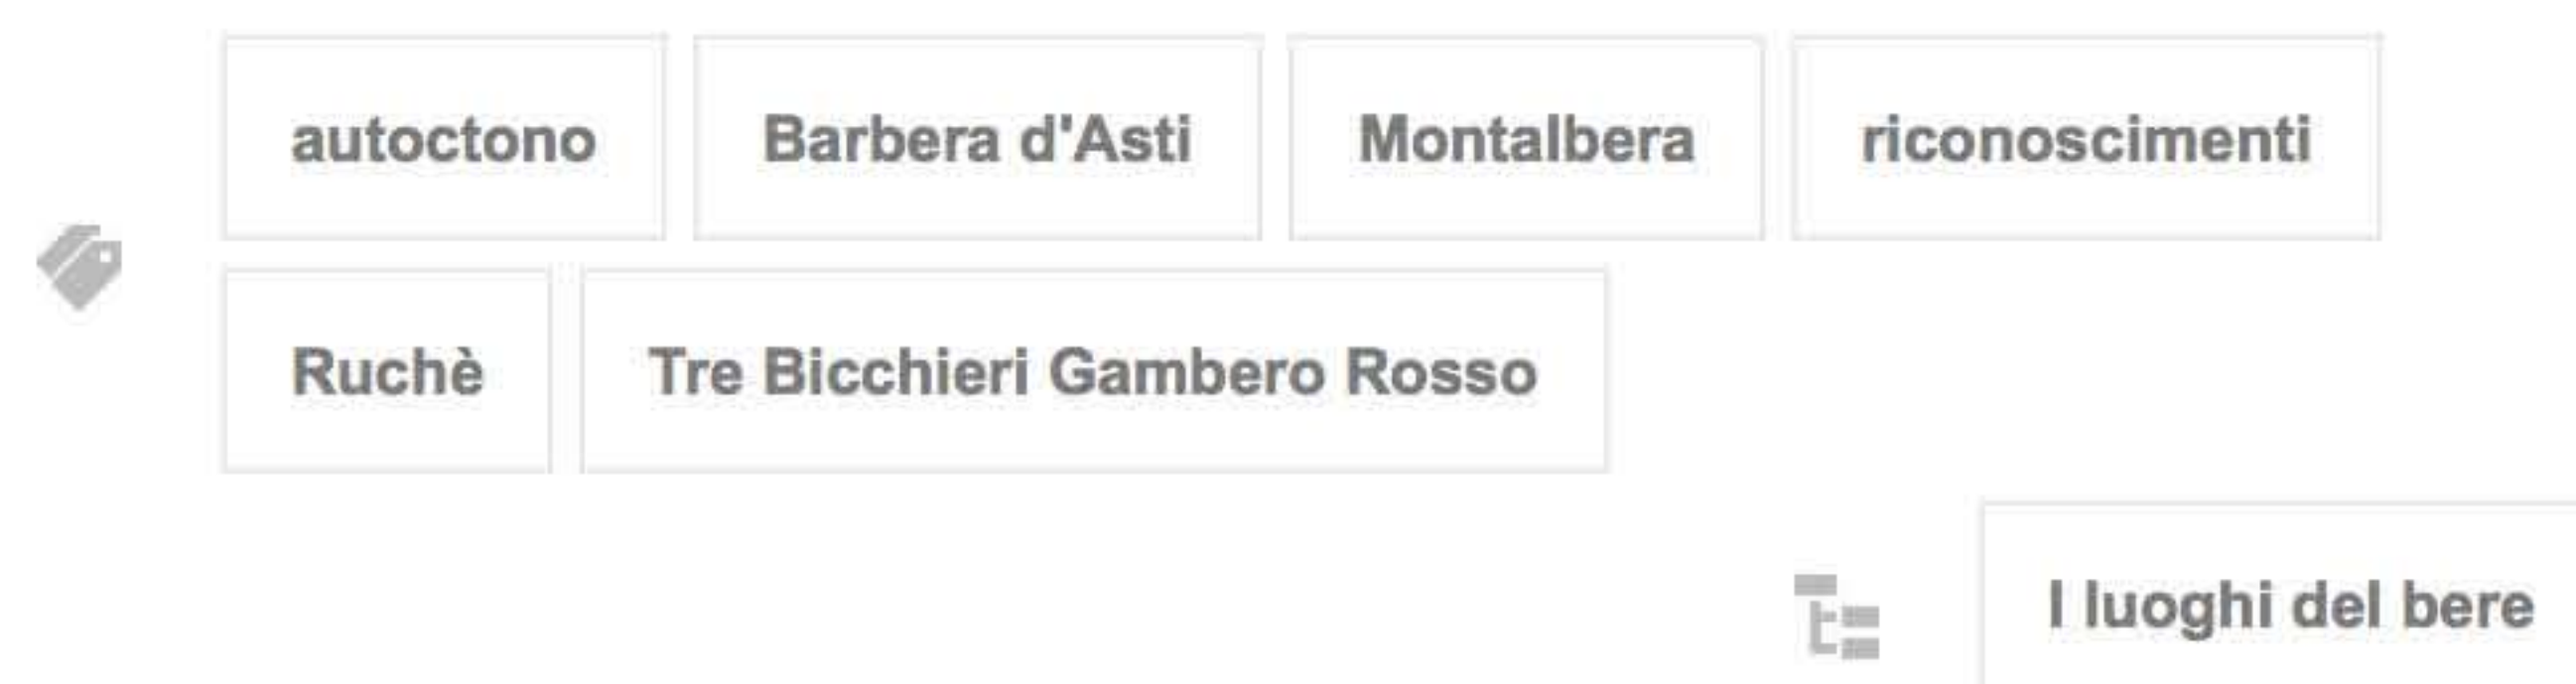 autoctono Barbera d'Asti Montalbera riconoscimenti
Ruchè Tre Bicchieri Gambero Rosso
I luoghi del bere